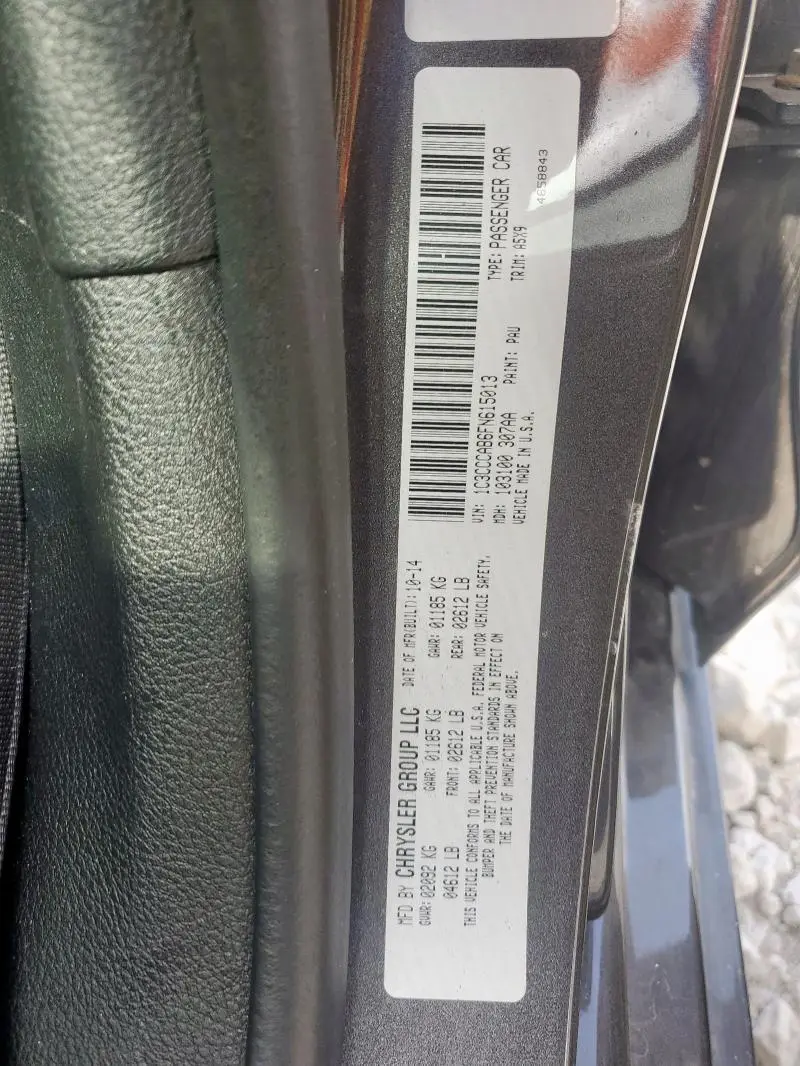 MFD BY CHRYSLER GROUP LLC DATE OF MFR(BUILT): 10-14
GVWR: 02092 KG GAWR: 01185 KG GAWR: 01185 KG
04612 LB FRONT: 02612 LB REAR: 02612 LB
THIS VEHICLE CONFORMS TO ALL APPLICABLE U.S.A. FEDERAL MOTOR VEHICLE SAFETY,
BUMPER AND THEFT PREVENTION STANDARDS IN EFFECT ON
THE DATE OF MANUFACTURE SHOWN ABOVE.
VIN: 1C3CCCAB6FN615013 TYPE: PASSENGER CAR
MDH: 103100 307AA PAINT: PAU TRIM: A5X9
VEHICLE MADE IN U.S.A.
4658843